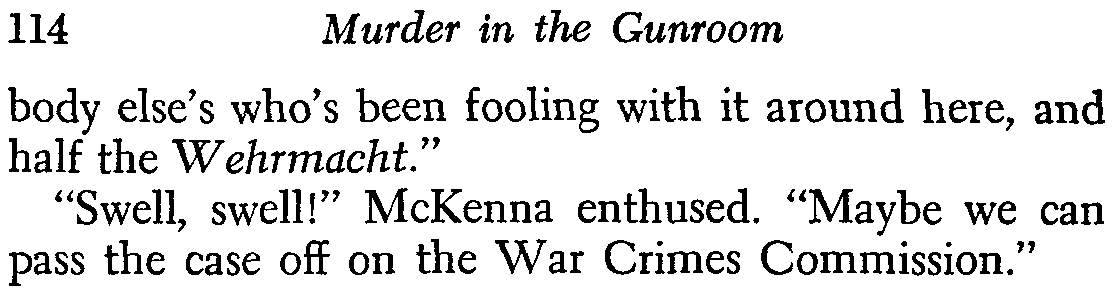 114 Murder in the Gunroom
body else's who's been fooling with it around here, and
half the Wehrmacht."
"Swell, swell!" McKenna enthused. "Maybe we can
pass the case off on the War Crimes Commission."